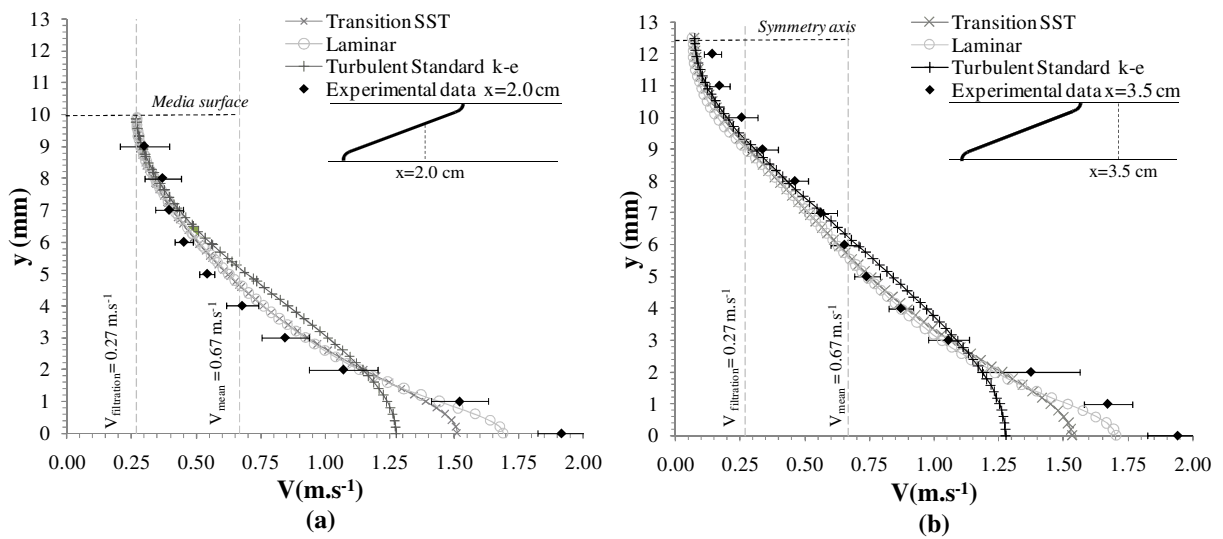 Transition SST
Laminar
Turbulent Standard k-e
Experimental data x=2.0 cm
Media surface
x=2.0 cm
13
12
11
10
9
8
7
6
5
4
3
2
1
0
y (mm)
V filtration = 0.27 m.s-1
V mean = 0.67 m.s-1
0.00 0.25 0.50 0.75 1.00 1.25 1.50 1.75 2.00
V(m.s-1)
(a)
Transition SST
Laminar
Turbulent Standard k-e
Experimental data x=3.5 cm
Symmetry axis
x=3.5 cm
13
12
11
10
9
8
7
6
5
4
3
2
1
0
y (mm)
V filtration = 0.27 m.s-1
V mean = 0.67 m.s-1
0.00 0.25 0.50 0.75 1.00 1.25 1.50 1.75 2.00
V(m.s-1)
(b)